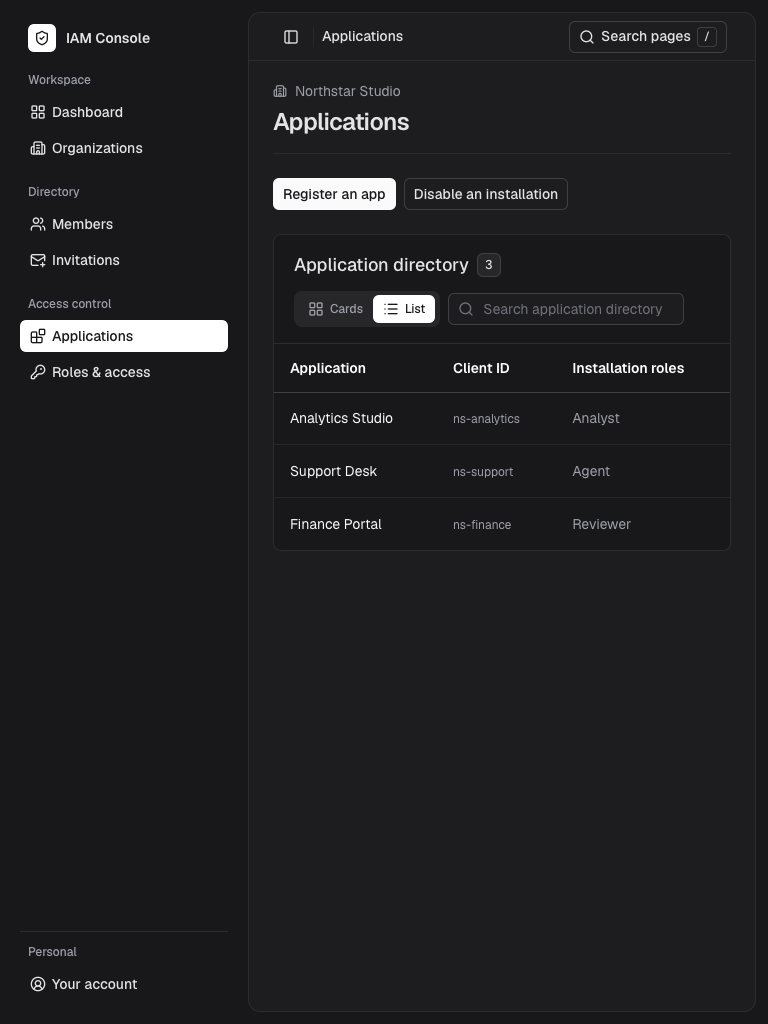 IAM Console
Workspace
Dashboard
Organizations
Directory
Members
Invitations
Access control
Applications
Roles & access
Personal
Your account
Applications
Search pages /
Northstar Studio
Applications
Register an app
Disable an installation
Application directory 3
Cards
List
Search application directory
Application Client ID Installation roles
Analytics Studio ns-analytics Analyst
Support Desk ns-support Agent
Finance Portal ns-finance Reviewer